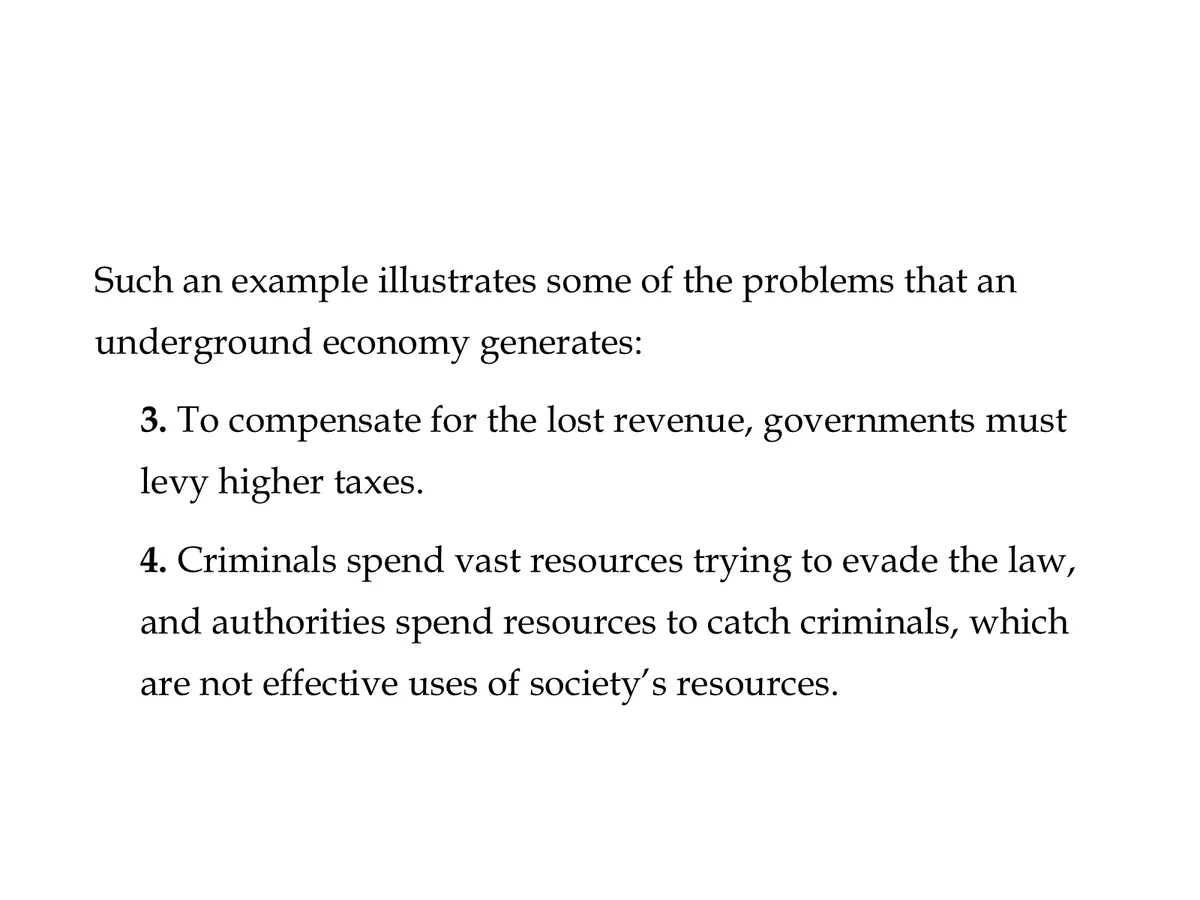 Such an example illustrates some of the problems that an
underground economy generates:
3. To compensate for the lost revenue, governments must
levy higher taxes.
4. Criminals spend vast resources trying to evade the law,
and authorities spend resources to catch criminals, which
are not effective uses of society’s resources.